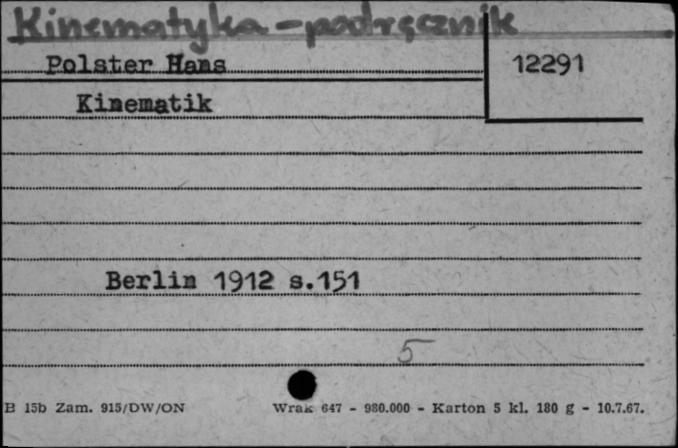 Kinematyka - podręcznik
Polster Hans
12291
Kinematik
Berlin 1912 s.151
5
B 15b Zam. 915/DW/ON
Wrak 647 - 980.000 - Karton 5 kl. 180 g - 10.7.67.